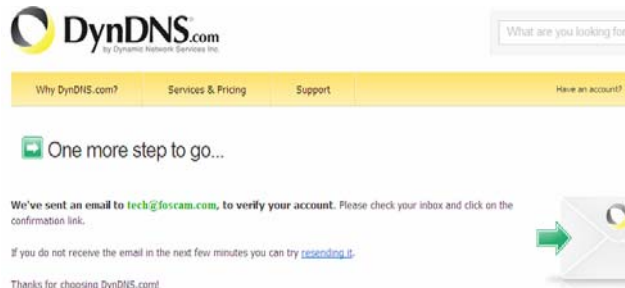 DynDNS.com
by Dynamic Network Services Inc.
What are you looking for
Why DynDNS.com?
Services & Pricing
Support
Have an account?
One more step to go...
We've sent an email to tech@foscam.com, to verify your account. Please check your inbox and click on the
confirmation link.
If you do not receive the email in the next few minutes you can try resending it.
Thanks for choosing DynDNS.com!